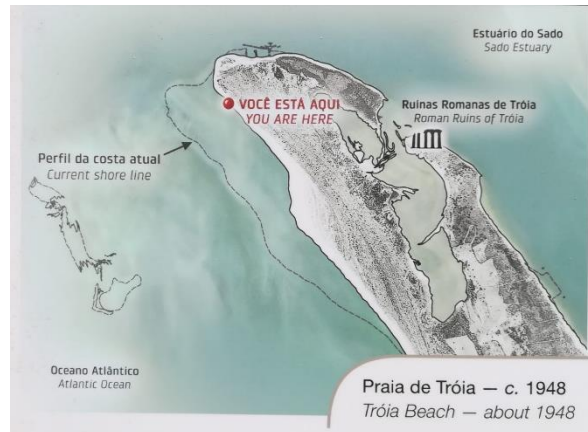 Estuário do Sado
Sado Estuary
VOCÊ ESTÁ AQUI
YOU ARE HERE
Ruínas Romanas de Tróia
Roman Ruins of Tróia
Perfil da costa atual
Current shore line
Oceano Atlântico
Atlantic Ocean
Praia de Tróia — c. 1948
Tróia Beach — about 1948